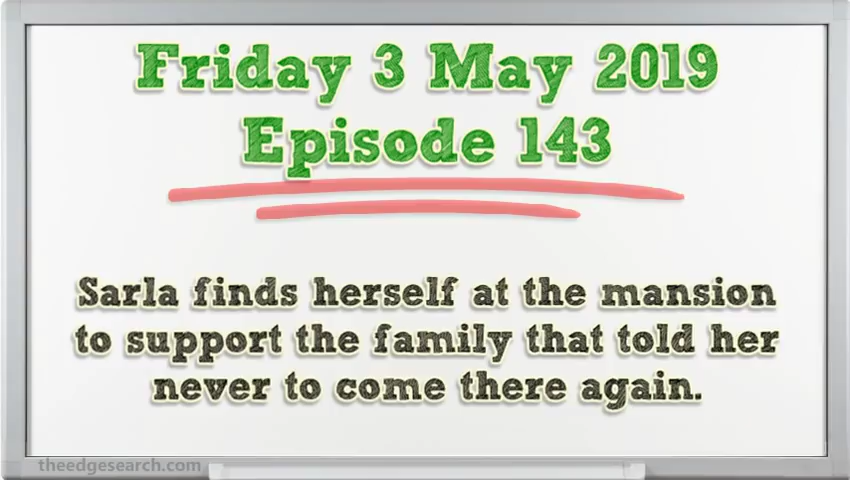 Friday 3 May 2019
Episode 143
Sarla finds herself at the mansion
to support the family that told her
never to come there again.
theedgesearch.com